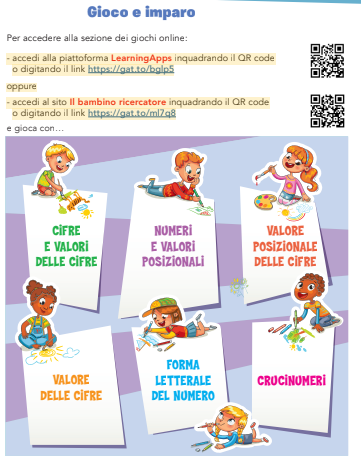 Gioco e imparo
Per accedere alla sezione dei giochi online:
- accedi alla piattaforma LearningApps inquadrando il QR code
o digitando il link https://gat.to/bglp5
oppure
- accedi al sito Il bambino ricercatore inquadrando il QR code
o digitando il link https://gat.to/ml7q8
e gioca con...
CIFRE
E VALORI
DELLE CIFRE
NUMERI
E VALORI
POSIZIONALI
VALORE
POSIZIONALE
DELLE CIFRE
VALORE
DELLE CIFRE
FORMA
LETTERALE
DEL NUMERO
CRUCINUMERI